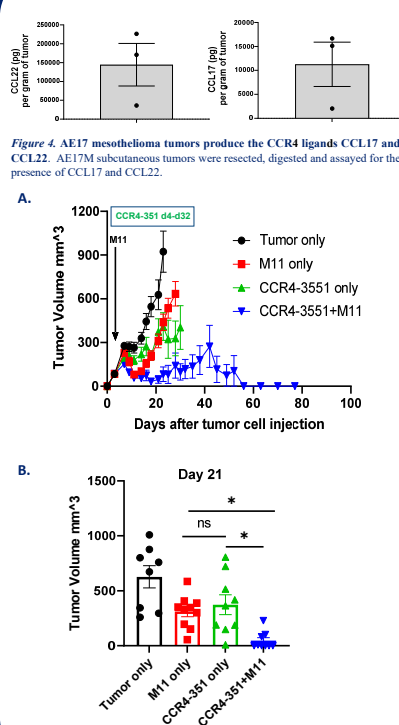 CCL22 (pg)
per gram of tumor
250000
200000
150000
100000
50000
0
CCL17 (pg)
per gram of tumor
20000
15000
10000
5000
0
Figure 4. AE17 mesothelioma tumors produce the CCR4 ligands CCL17 and
CCL22. AE17M subcutaneous tumors were resected, digested and assayed for the
presence of CCL17 and CCL22.
A.
CCR4-351 d4-d32
M11
Tumor Volume mm^3
1200
900
600
300
0
0 20 40 60 80 100
Days after tumor cell injection
Tumor only
M11 only
CCR4-3551 only
CCR4-3551+M11
B.
Day 21
Tumor Volume mm^3
1500
1000
500
0
*
ns
*
Tumor only
M11 only
CCR4-351 only
CCR4-351+M11